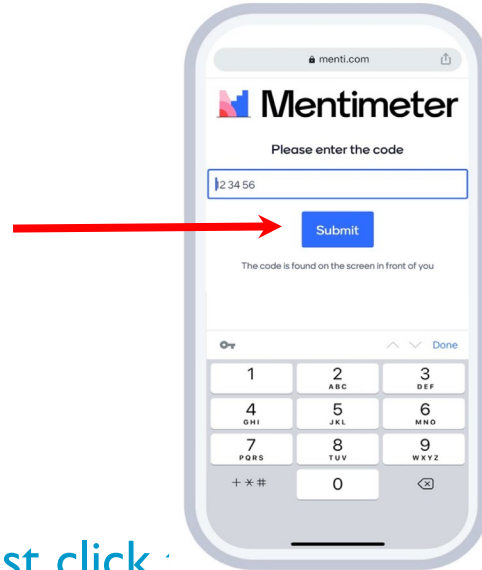 menti.com
Mentimeter
Please enter the code
12 34 56
Submit
The code is found on the screen in front of you
Done
1 2 3
ABC DEF
4 5 6
GHI JKL MNO
7 8 9
PQRS TUV WXYZ
+ * # 0
click